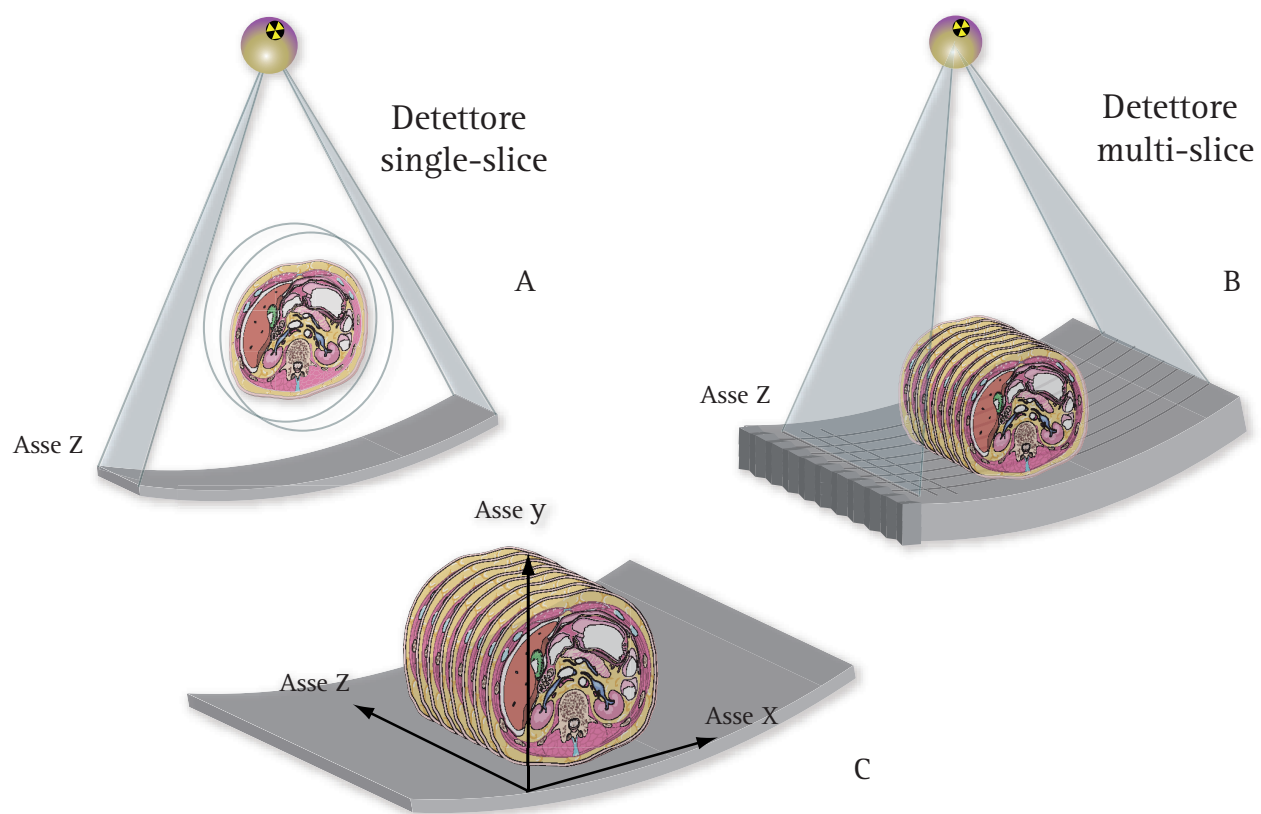 Detettore
single-slice
A
Asse Z
Detettore
multi-slice
B
Asse Z
Asse y
Asse Z
Asse X
C